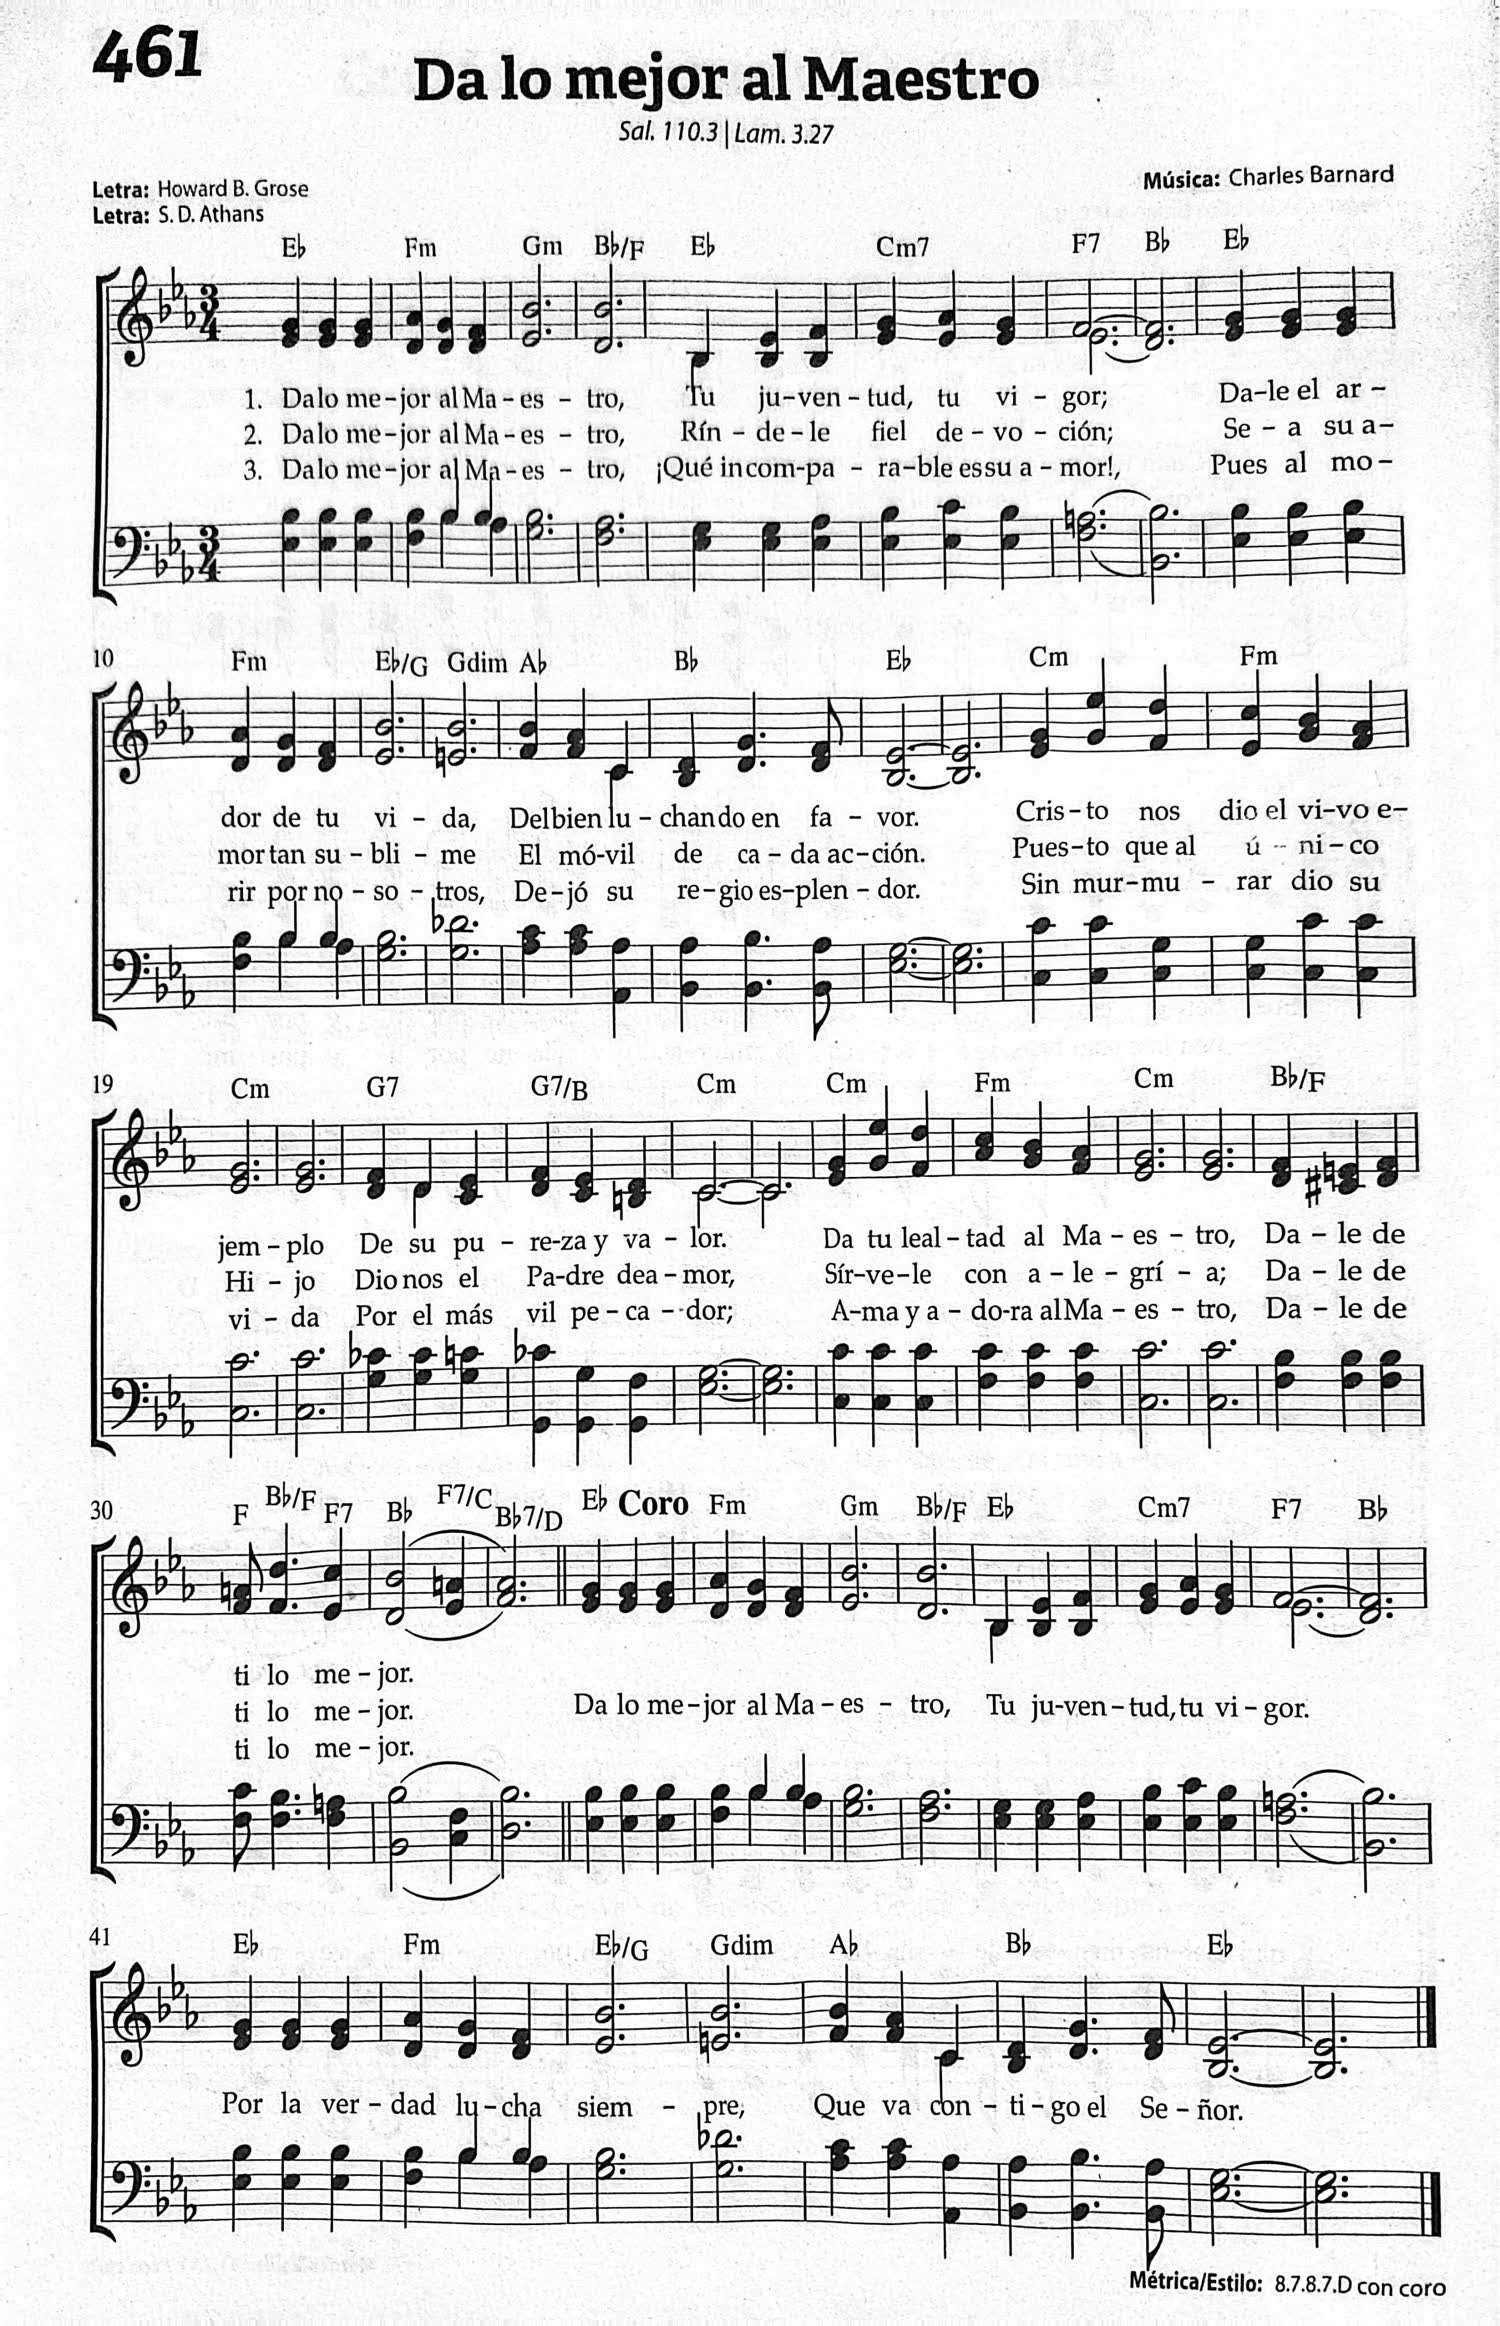 461
Da lo mejor al Maestro
Sal. 110.3 | Lam. 3.27
Letra: Howard B. Grose
Letra: S. D. Athans
Música: Charles Barnard
E♭ Fm Gm B♭/F E♭ Cm7 F7 B♭ E♭
3/4
1. Da lo me-jor al Ma-es-tro, Tu ju-ven-tud, tu vi-gor; Da-le el ar-
2. Da lo me-jor al Ma-es-tro, Rín-de-le fiel de-vo-ción; Se-a su a-
3. Da lo me-jor al Ma-es-tro, ¡Qué incom-pa-ra-ble es su a-mor!, Pues al mo-
3/4
10
Fm E♭/G Gdim A♭ B♭ E♭ Cm Fm
dor de tu vi-da, Del bien lu-chando en fa-vor. Cris-to nos dio el vi-vo e-
mor tan su-bli-me El mó-vil de ca-da ac-ción. Pues-to que al ú-ni-co
rir por no-so-tros, De-jó su re-gio es-plen-dor. Sin mur-mu-rar dio su
19
Cm G7 G7/B Cm Cm Fm Cm B♭/F
jem-plo De su pu-re-za y va-lor. Da tu leal-tad al Ma-es-tro, Da-le de
Hi-jo Dio nos el Pa-dre de a-mor, Sír-ve-le con a-le-grí-a; Da-le de
vi-da Por el más vil pe-ca-dor; A-ma y a-do-ra al Ma-es-tro, Da-le de
30
F B♭/F F7 B♭ F7/C B♭7/D E♭ Coro Fm Gm B♭/F E♭ Cm7 F7 B♭
ti lo me-jor.
ti lo me-jor. Da lo me-jor al Ma-es-tro, Tu ju-ven-tud, tu vi-gor.
ti lo me-jor.
41
E♭ Fm E♭/G Gdim A♭ B♭ E♭
Por la ver-dad lu-cha siem-pre, Que va con-ti-go el Se-ñor.
Métrica/Estilo: 8.7.8.7.D con coro